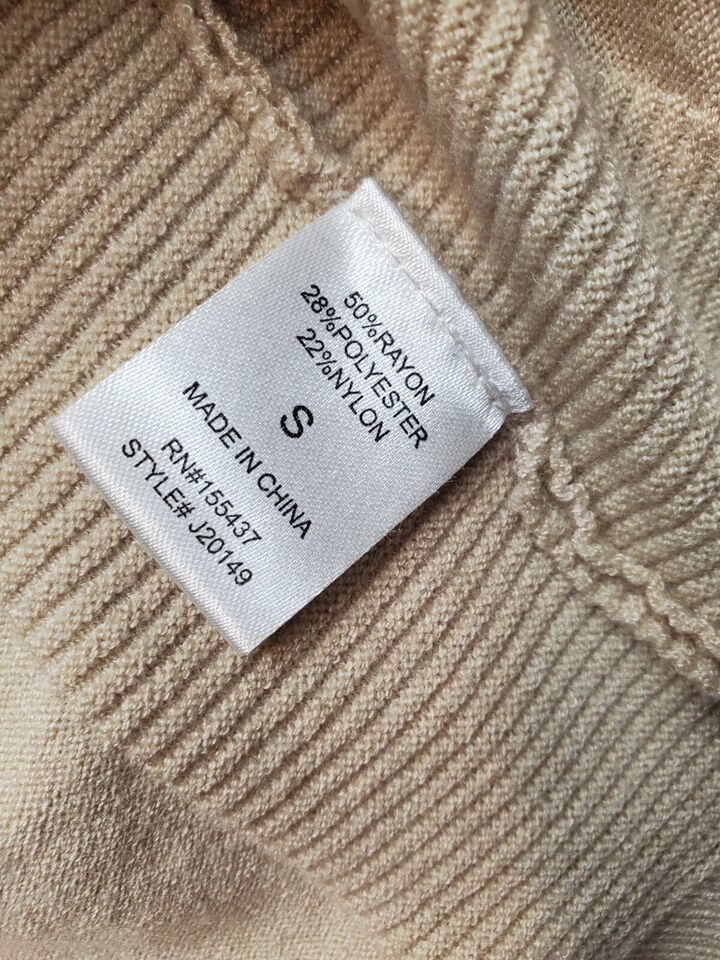 50%RAYON
28%POLYESTER
22%NYLON
S
MADE IN CHINA
RN#155437
STYLE# J20149